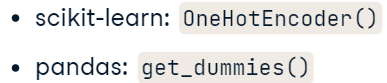 • scikit-learn: OneHotEncoder()
• pandas: get_dummies()